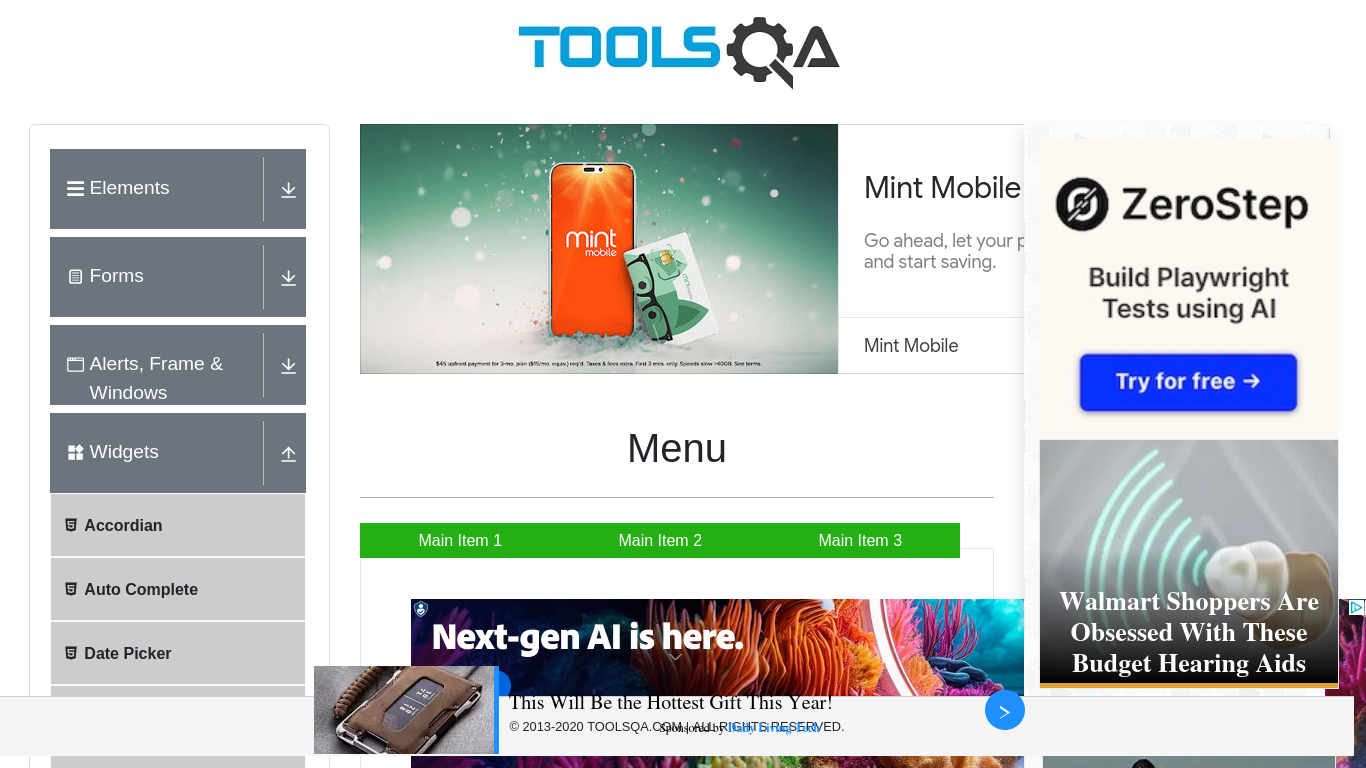 TOOLSQA
Elements
Forms
Alerts, Frame &
Windows
Widgets
Accordian
Auto Complete
Date Picker
mint
mobile
$45 upfront payment for 3-mo. plan ($15/mo. equiv.) req'd. Taxes & fees extra. First 3 mos. only. Speeds slow >40GB. See terms.
Mint Mobile
Go ahead, let your
and start saving.
Mint Mobile
ZeroStep
Build Playwright
Tests using AI
Try for free →
Menu
Main Item 1
Main Item 2
Main Item 3
Next-gen AI is here.
Walmart Shoppers Are
Obsessed With These
Budget Hearing Aids
This Will Be the Hottest Gift This Year!
© 2013-2020 TOOLSQA.COM | ALL RIGHTS RESERVED.
Sponsored by Daily Living Tech